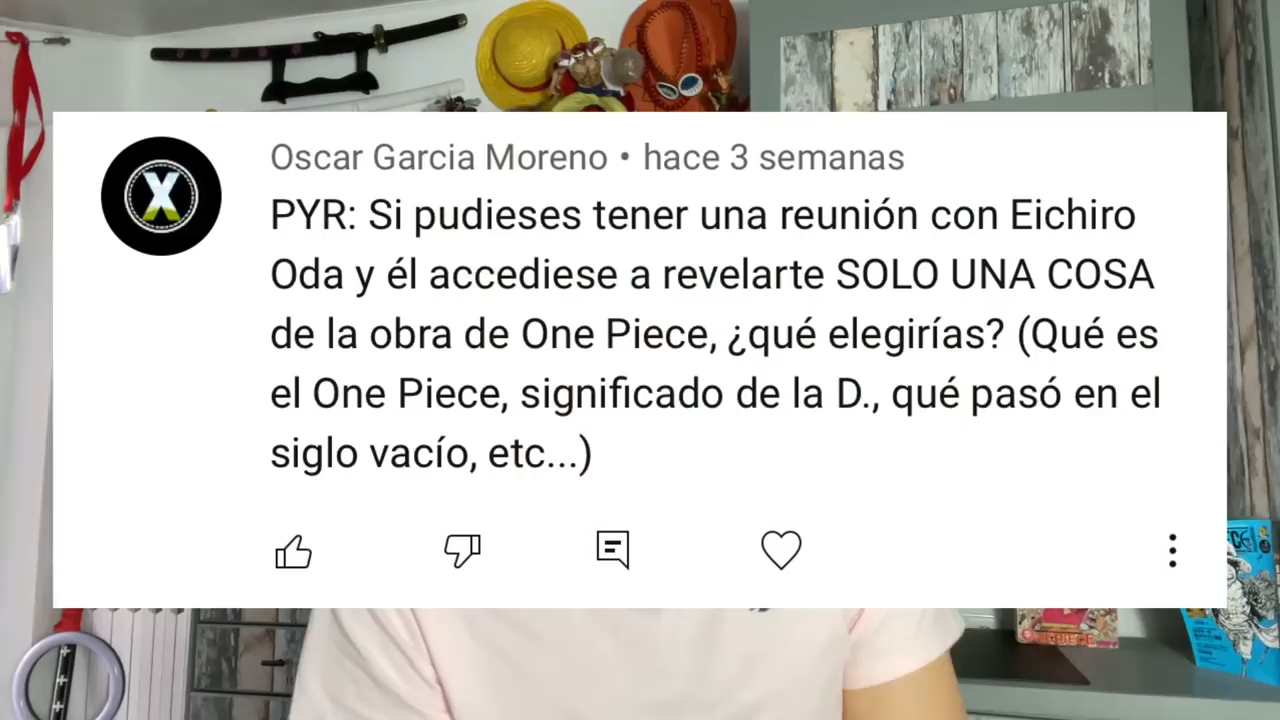 Oscar Garcia Moreno • hace 3 semanas
PYR: Si pudieses tener una reunión con Eichiro
Oda y él accediese a revelarte SOLO UNA COSA
de la obra de One Piece, ¿qué elegirías? (Qué es
el One Piece, significado de la D., qué pasó en el
siglo vacío, etc...)
X